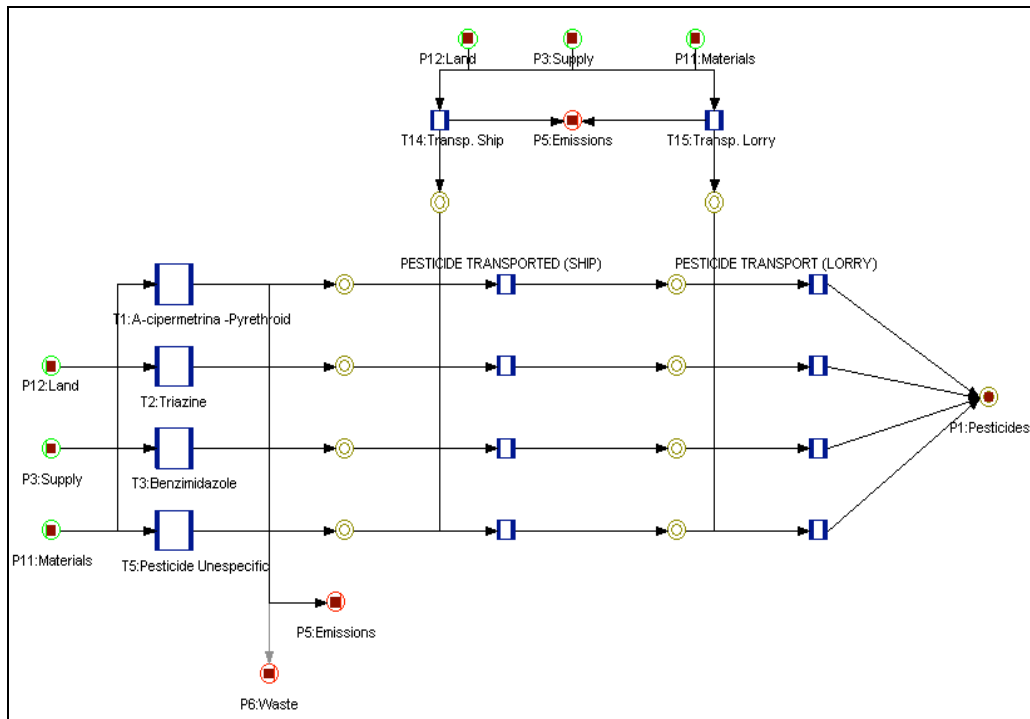 P12:Land
P3:Supply
P11:Materials
T14:Transp. Ship
P5:Emissions
T15:Transp. Lorry
PESTICIDE TRANSPORTED (SHIP)
PESTICIDE TRANSPORT (LORRY)
T1:A-cipermetrina -Pyrethroid
P12:Land
T2:Triazine
P1:Pesticides
P3:Supply
T3:Benzimidazole
P11:Materials
T5:Pesticide Unespecific
P5:Emissions
P6:Waste